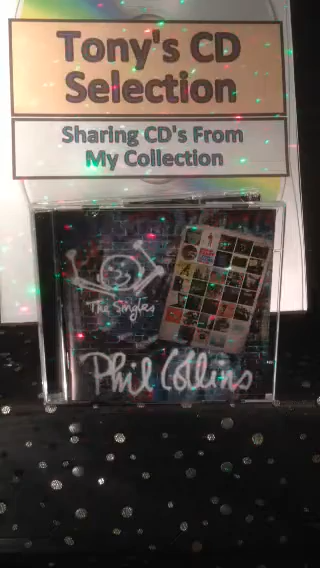 Tony's CD
Selection
Sharing CD's From
My Collection
The Singles
Phil Collins